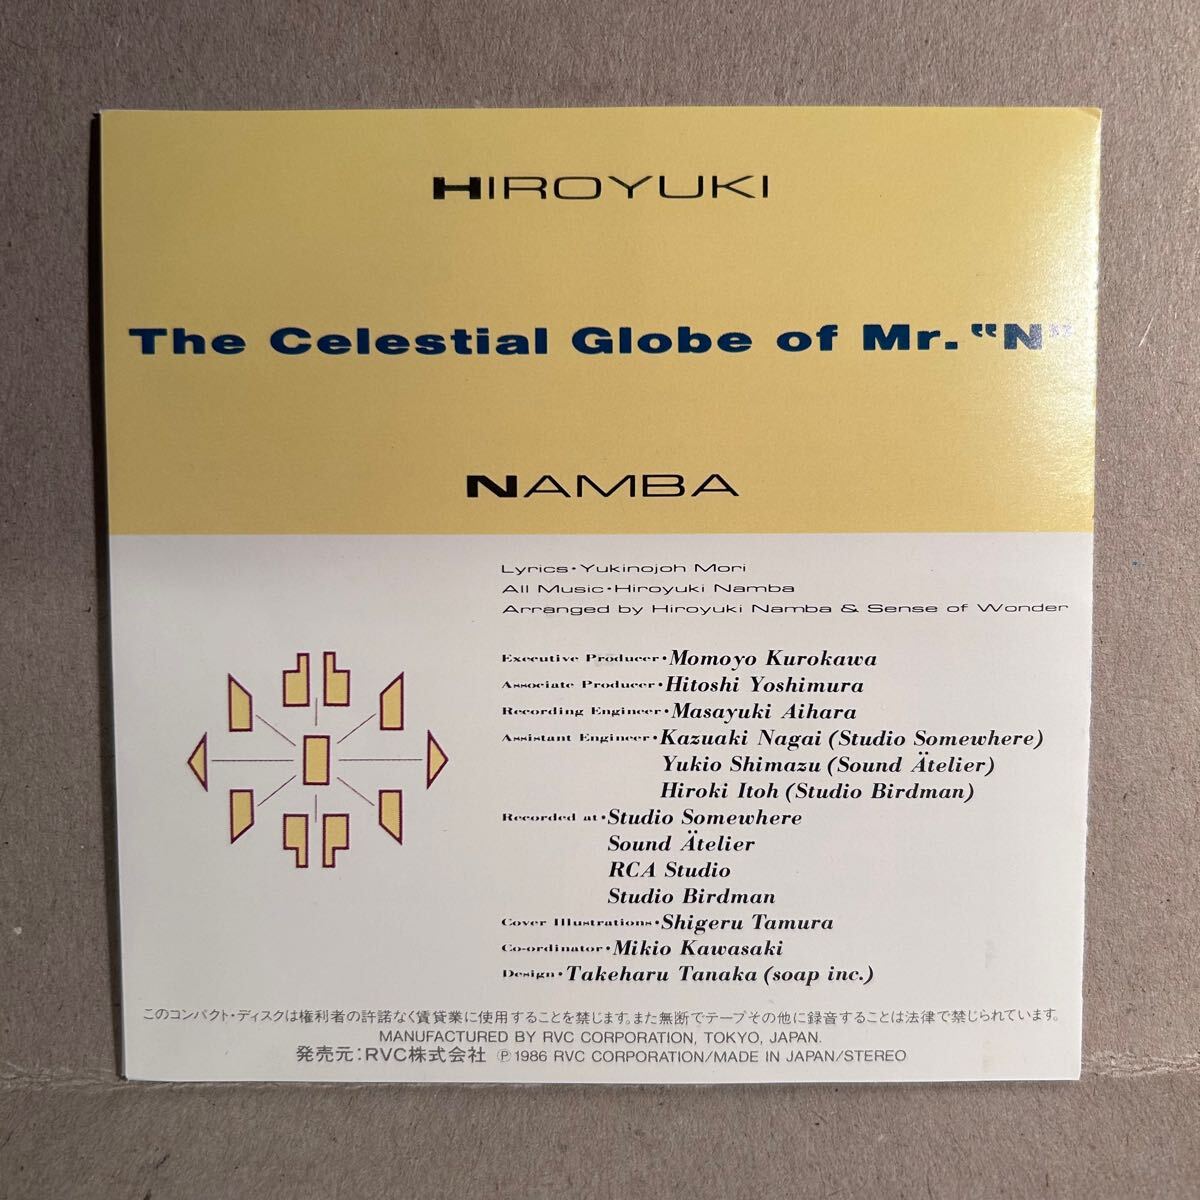 HIROYUKI
The Celestial Globe of Mr. “N”
NAMBA
Lyrics・Yukinojoh Mori
All Music・Hiroyuki Namba
Arranged by Hiroyuki Namba & Sense of Wonder
Executive Producer・Momoyo Kurokawa
Associate Producer・Hitoshi Yoshimura
Recording Engineer・Masayuki Aihara
Assistant Engineer・Kazuaki Nagai (Studio Somewhere)
Yukio Shimazu (Sound Ätelier)
Hiroki Itoh (Studio Birdman)
Recorded at・Studio Somewhere
Sound Ätelier
RCA Studio
Studio Birdman
Cover Illustrations・Shigeru Tamura
Co-ordinator・Mikio Kawasaki
Design・Takeharu Tanaka (soap inc.)
このコンパクト・ディスクは権利者の許諾なく賃貸業に使用することを禁じます。また無断でテープその他に録音することは法律で禁じられています。
MANUFACTURED BY RVC CORPORATION, TOKYO, JAPAN.
発売元：RVC株式会社 ℗1986 RVC CORPORATION/MADE IN JAPAN/STEREO